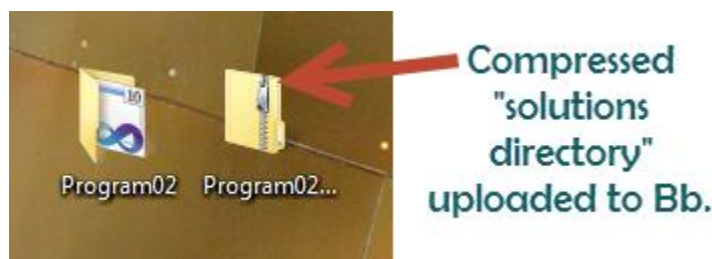 Compressed
"solutions
directory"
uploaded to Bb.
10
Program02
Program02...